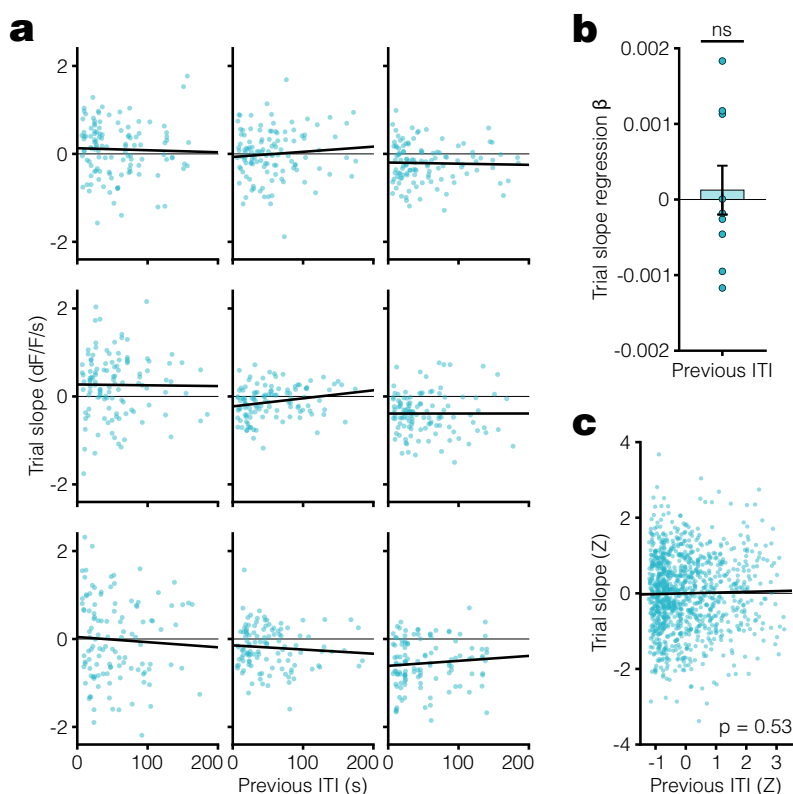 a
2
0
-2
2
0
-2
2
0
-2
0
100
200
0
100
200
0
100
200
Trial slope (dF/F/s)
Previous ITI (s)
b
ns
0.002
0.001
0
-0.001
-0.002
Trial slope regression β
Previous ITI
c
4
2
0
-2
-4
Trial slope (Z)
p = 0.53
-1 0 1 2 3
Previous ITI (Z)